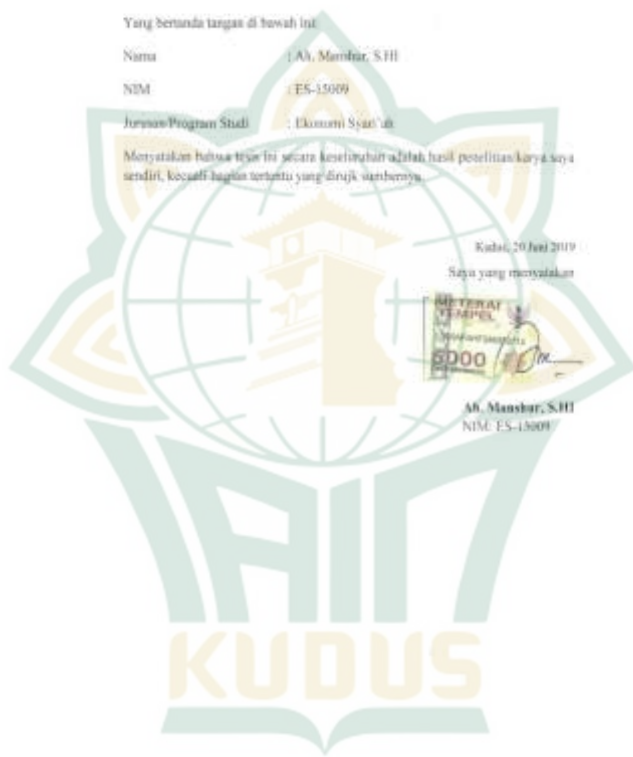 Yang bertanda tangan di bawah ini:
Nama : Ah. Manshur, S.HI
NIM : ES-15009
Jurusan/Program Studi : Ekonomi Syari'ah
Menyatakan bahwa tesis ini secara keseluruhan adalah hasil penelitian/karya saya
sendiri, kecuali bagian tertentu yang dirujuk sumbernya.
Kudus, 20 Juni 2019
Saya yang menyatakan
METERAI
TEMPEL
5000
Ah. Manshur, S.HI
NIM: ES-15009
IAIN
KUDUS